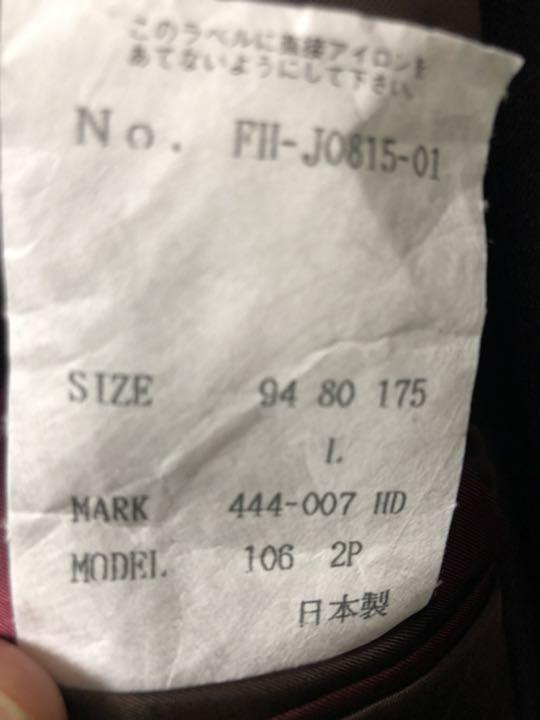 このラベルに直接アイロンを
あてないようにして下さい。
No. FH-J0815-01
SIZE 94 80 175
L
MARK 444-007 HD
MODEL 106 2P
日本製